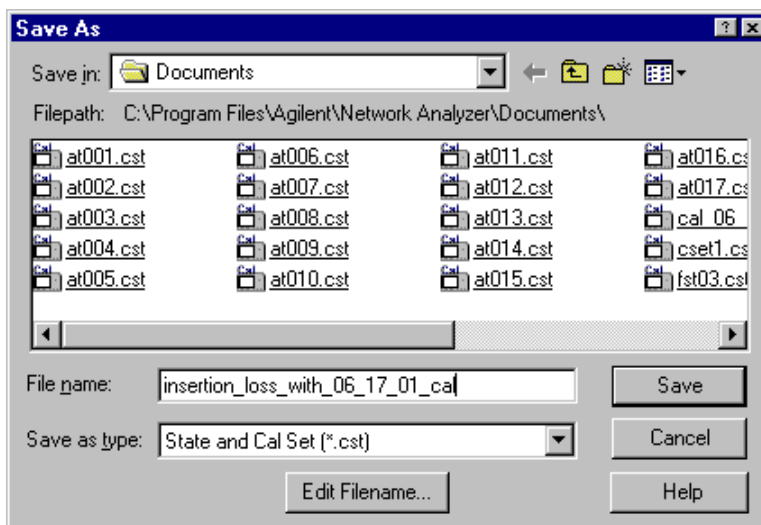 Save As
Save in: Documents
Filepath: C:\Program Files\Agilent\Network Analyzer\Documents\
at001.cst at006.cst at011.cst at016.cs
at002.cst at007.cst at012.cst at017.cs
at003.cst at008.cst at013.cst cal_06_
at004.cst at009.cst at014.cst cset1.cs
at005.cst at010.cst at015.cst fst03.cst
File name: insertion_loss_with_06_17_01_cal Save
Save as type: State and Cal Set (*.cst) Cancel
Edit Filename... Help